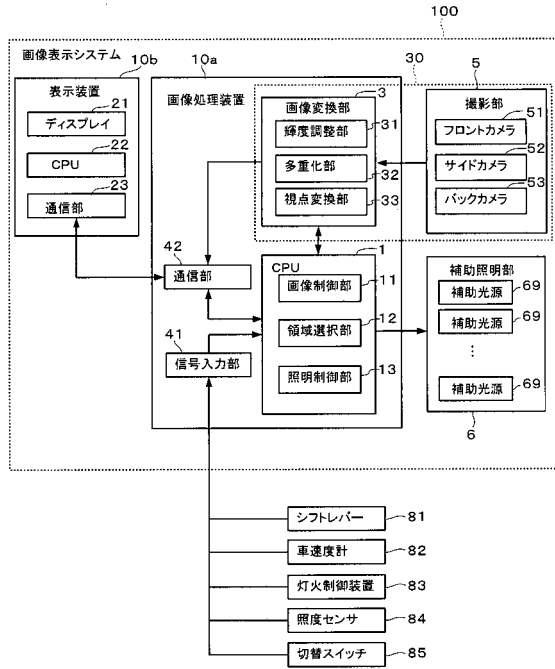 100
画像表示システム
10b
表示装置
21
ディスプレイ
22
CPU
23
通信部
10a
画像処理装置
30
3
画像変換部
31
輝度調整部
32
多重化部
33
視点変換部
5
撮影部
51
フロントカメラ
52
サイドカメラ
53
バックカメラ
42
通信部
41
信号入力部
1
CPU
11
画像制御部
12
領域選択部
13
照明制御部
補助照明部
補助光源
69
補助光源
69
⋮
補助光源
69
6
シフトレバー
81
車速度計
82
灯火制御装置
83
照度センサ
84
切替スイッチ
85